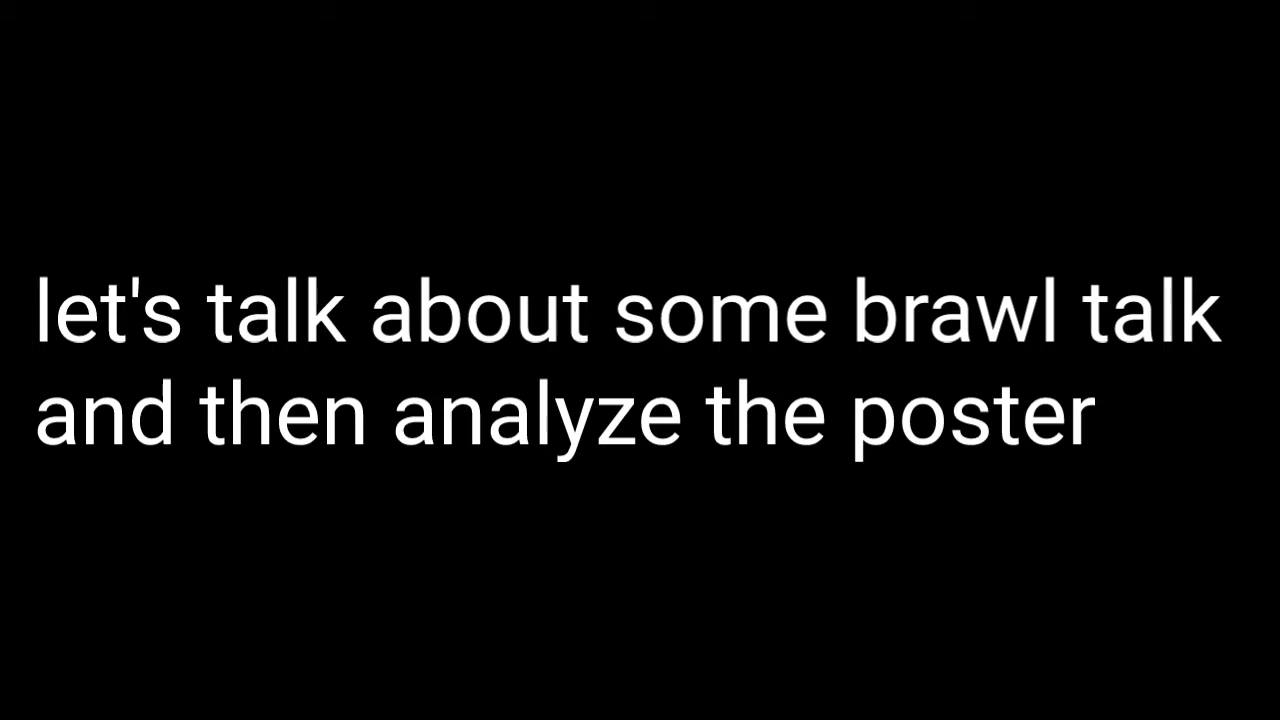 let's talk about some brawl talk
and then analyze the poster